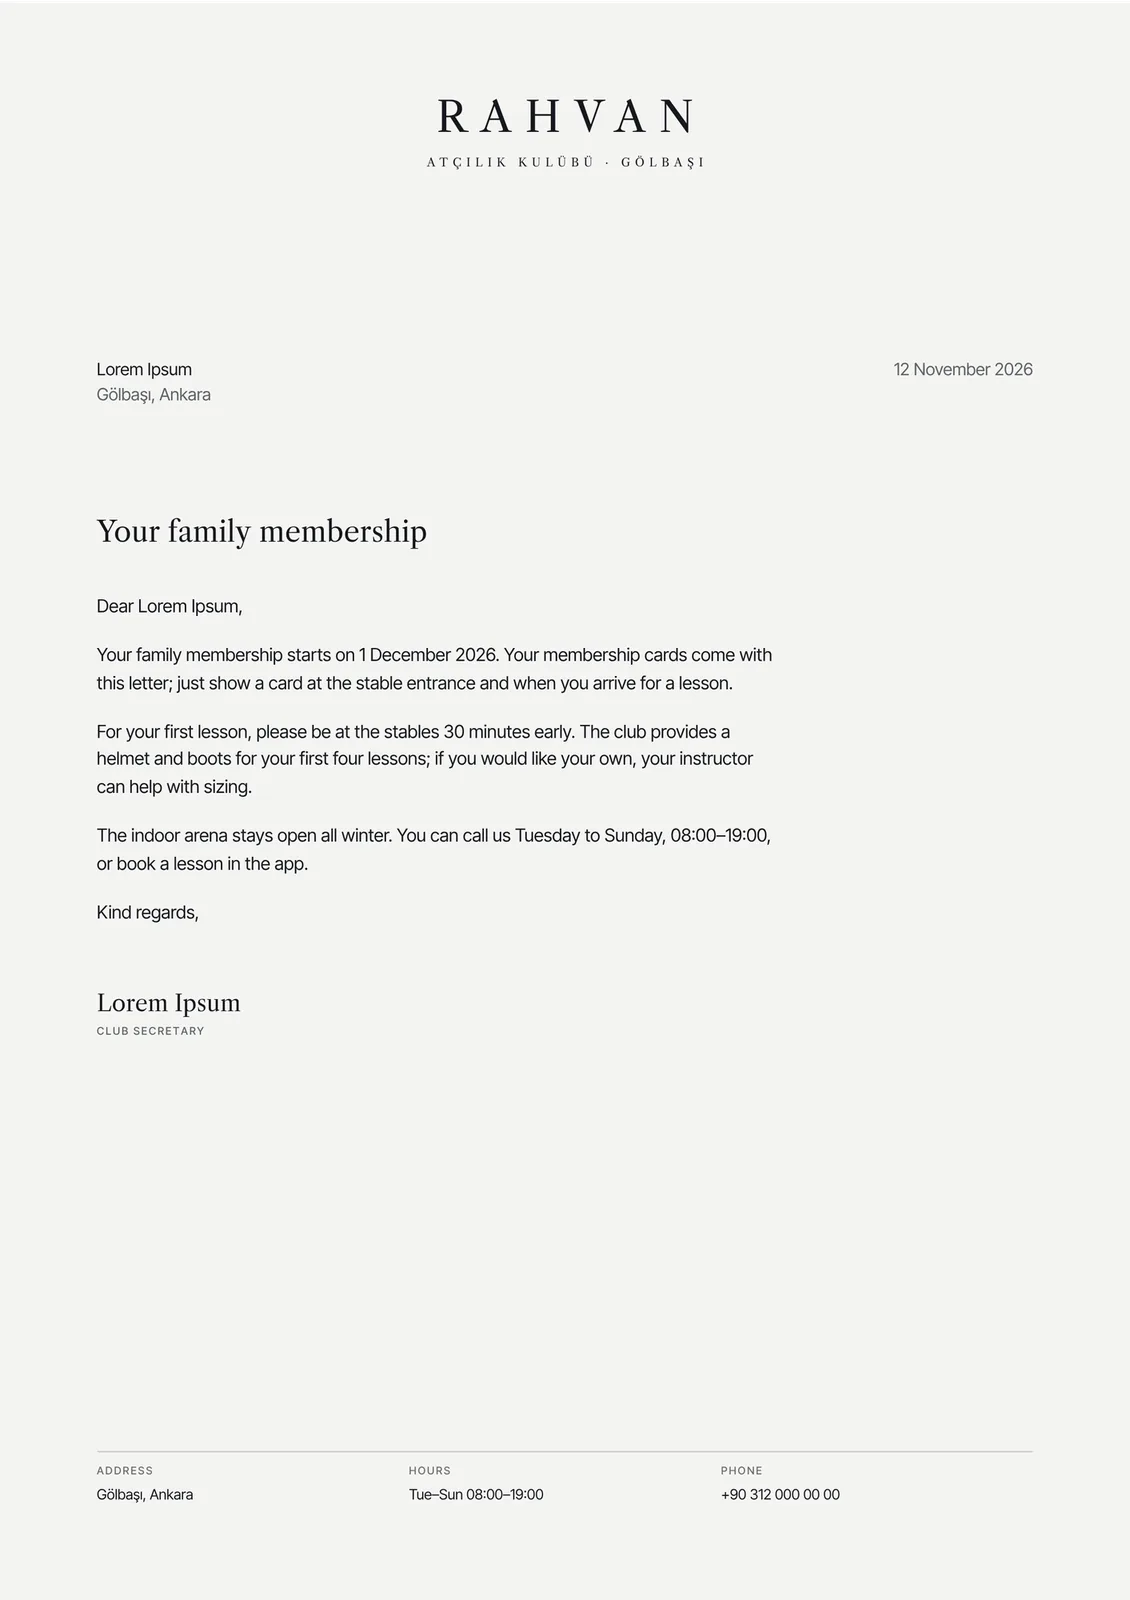 RAHVAN
ATÇILIK KULÜBÜ · GÖLBAŞI
Lorem Ipsum
12 November 2026
Gölbaşı, Ankara
Your family membership
Dear Lorem Ipsum,
Your family membership starts on 1 December 2026. Your membership cards come with
this letter; just show a card at the stable entrance and when you arrive for a lesson.
For your first lesson, please be at the stables 30 minutes early. The club provides a
helmet and boots for your first four lessons; if you would like your own, your instructor
can help with sizing.
The indoor arena stays open all winter. You can call us Tuesday to Sunday, 08:00–19:00,
or book a lesson in the app.
Kind regards,
Lorem Ipsum
CLUB SECRETARY
ADDRESS
Gölbaşı, Ankara
HOURS
Tue–Sun 08:00–19:00
PHONE
+90 312 000 00 00